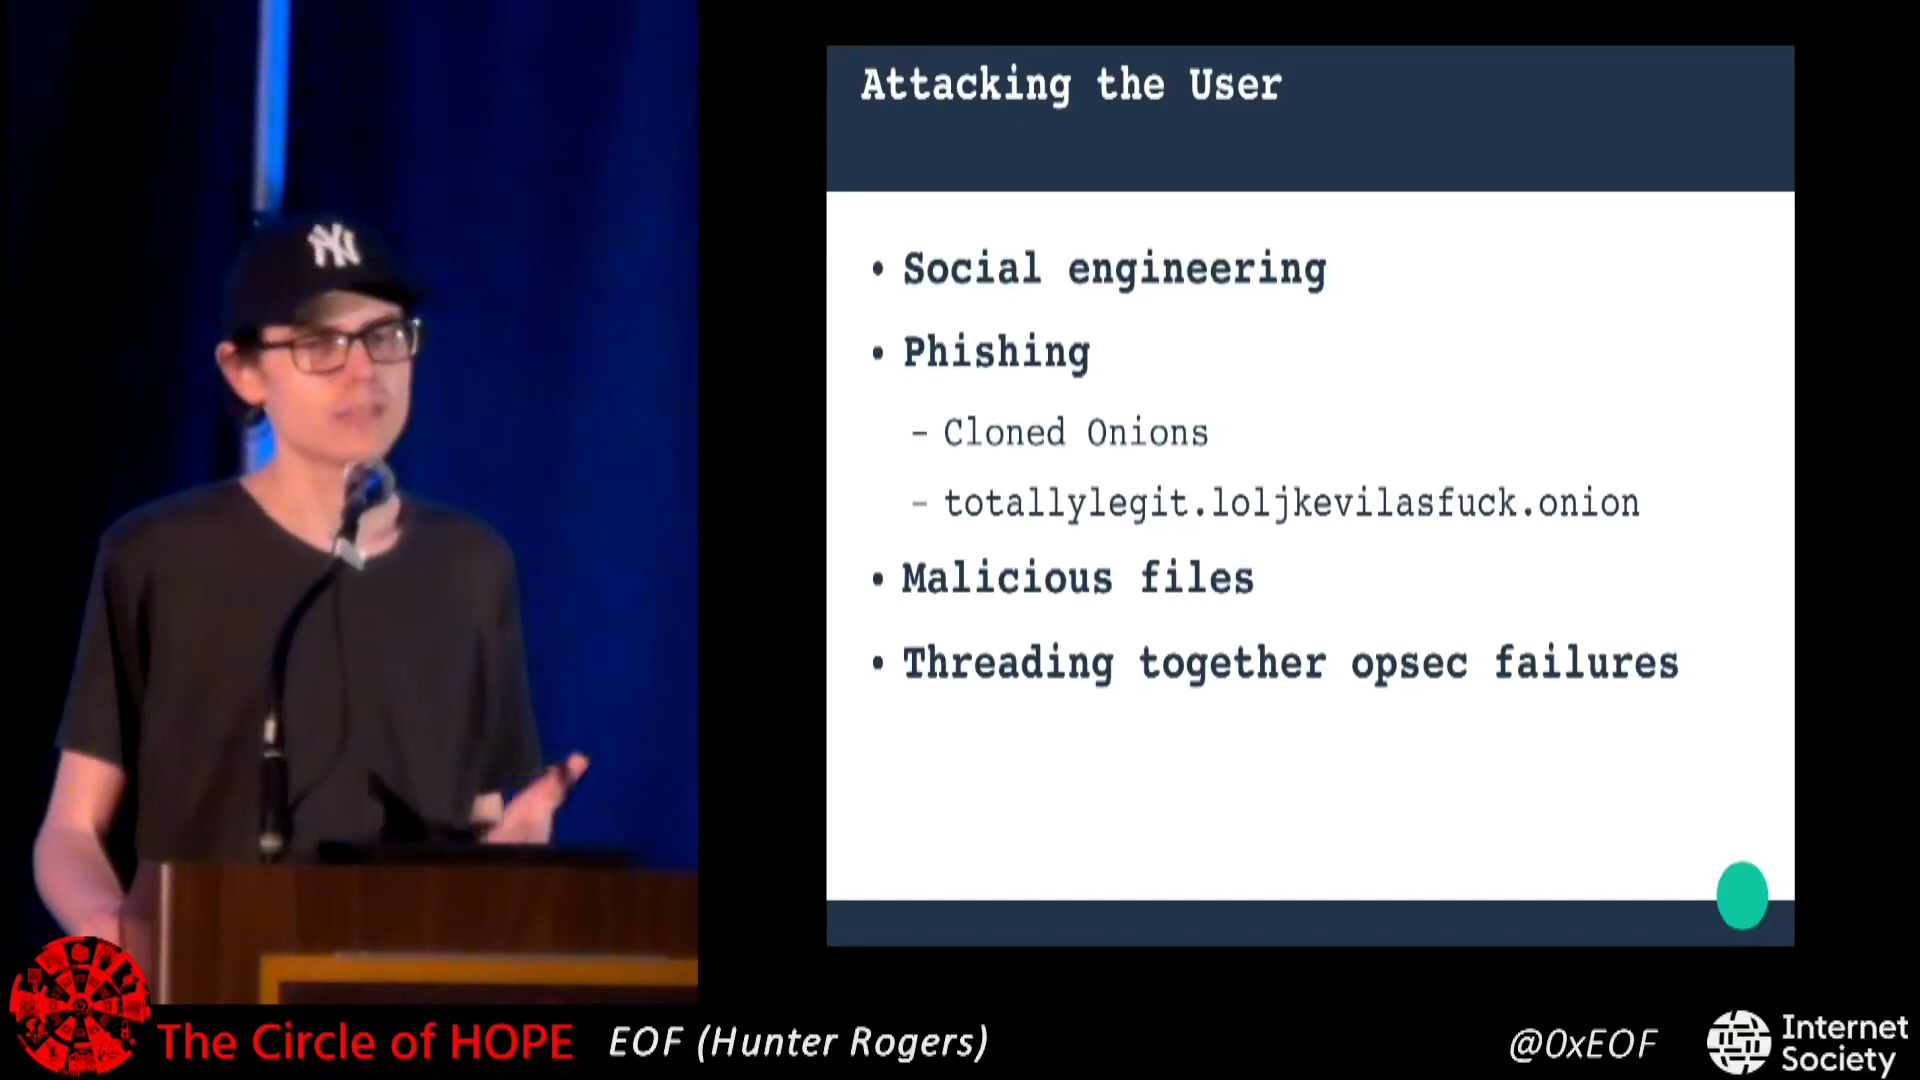 NY
Attacking the User
• Social engineering
• Phishing
– Cloned Onions
– totallylegit.loljkevilasfuck.onion
• Malicious files
• Threading together opsec failures
The Circle of HOPE
EOF (Hunter Rogers)
@0xEOF
Internet
Society